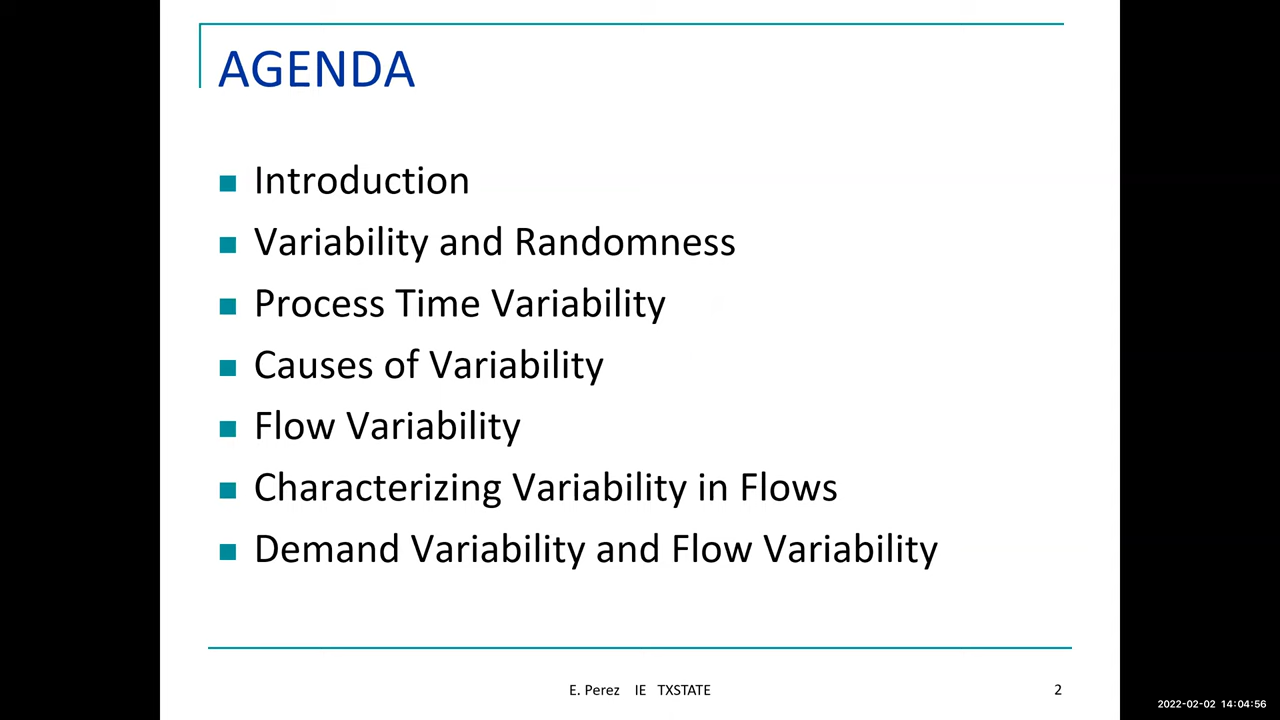 AGENDA
Introduction
Variability and Randomness
Process Time Variability
Causes of Variability
Flow Variability
Characterizing Variability in Flows
Demand Variability and Flow Variability
E. Perez IE TXSTATE
2
2022-02-02 14:04:56